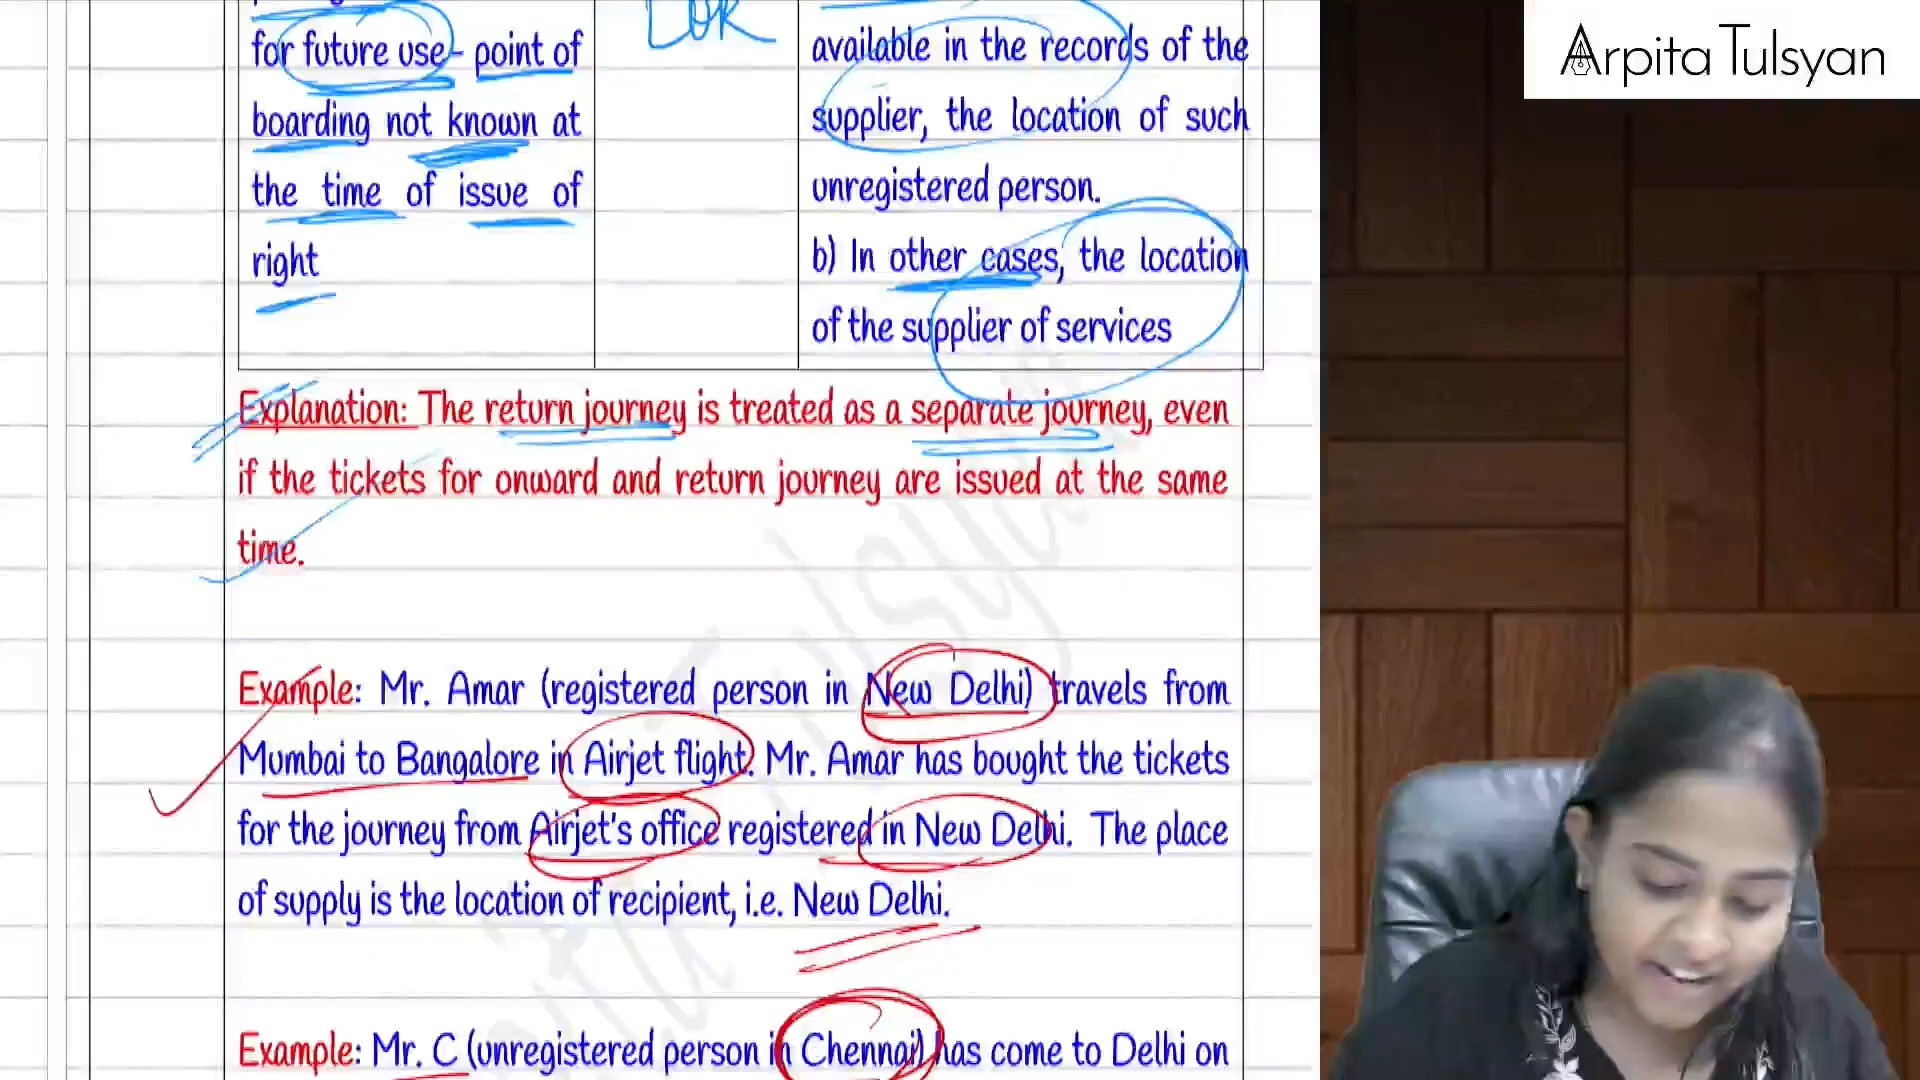 Arpita Tulsyan
for future use- point of
boarding not known at
the time of issue of
right
LOR
available in the records of the
supplier, the location of such
unregistered person.
b) In other cases, the location
of the supplier of services
Explanation: The return journey is treated as a separate journey, even
if the tickets for onward and return journey are issued at the same
time.
Example: Mr. Amar (registered person in New Delhi) travels from
Mumbai to Bangalore in Airjet flight. Mr. Amar has bought the tickets
for the journey from Airjet's office registered in New Delhi. The place
of supply is the location of recipient, i.e. New Delhi.
Example: Mr. C (unregistered person in Chennai) has come to Delhi on